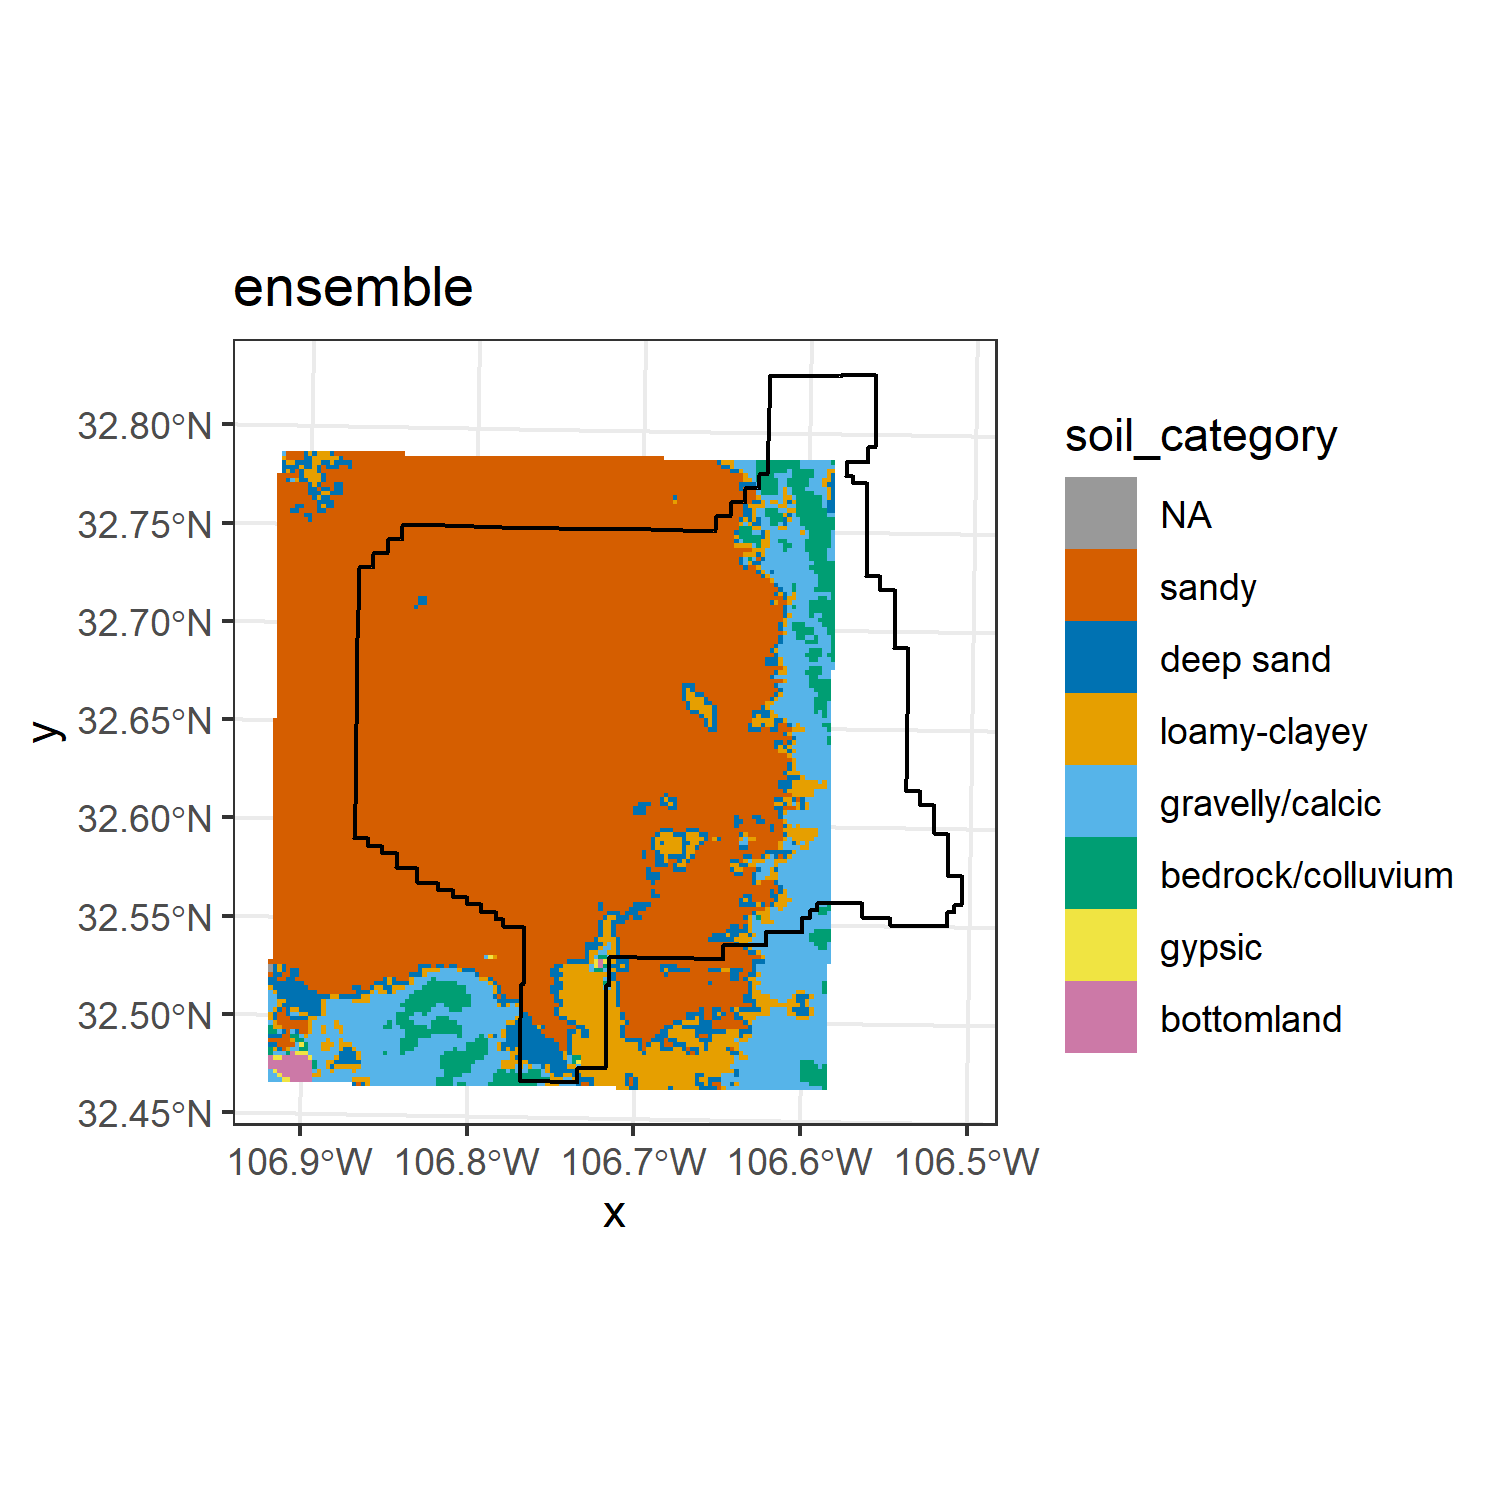 ensemble
32.80°N
32.75°N
32.70°N
32.65°N
32.60°N
32.55°N
32.50°N
32.45°N
y
106.9°W 106.8°W 106.7°W 106.6°W 106.5°W
x
soil_category
NA
sandy
deep sand
loamy-clayey
gravelly/calcic
bedrock/colluvium
gypsic
bottomland